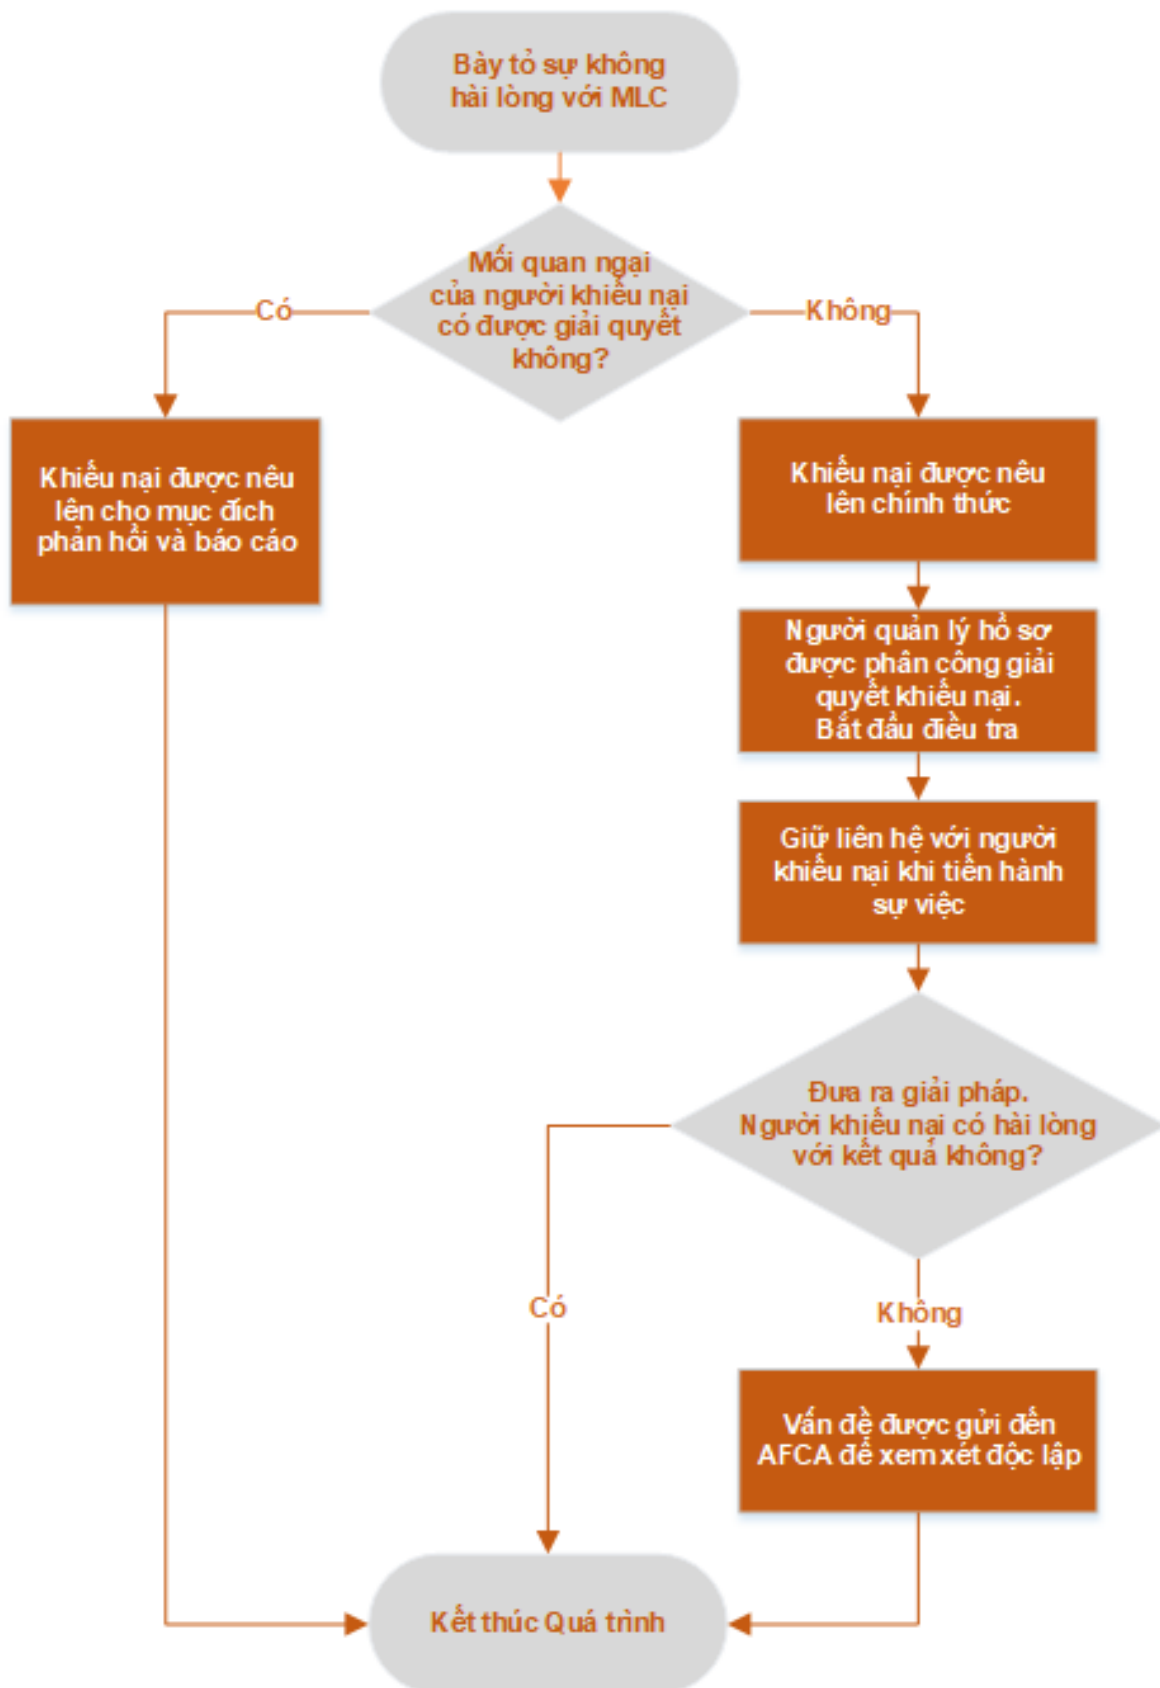 Bày tỏ sự không
hài lòng với MLC
Mối quan ngại
của người khiếu nại
có được giải quyết
không?
Có
Không
Khiếu nại được nêu
lên cho mục đích
phản hồi và báo cáo
Khiếu nại được nêu
lên chính thức
Người quản lý hồ sơ
được phân công giải
quyết khiếu nại.
Bắt đầu điều tra
Giữ liên hệ với người
khiếu nại khi tiến hành
sự việc
Đưa ra giải pháp.
Người khiếu nại có hài lòng
với kết quả không?
Có
Không
Vấn đề được gửi đến
AFCA để xem xét độc lập
Kết thúc Quá trình